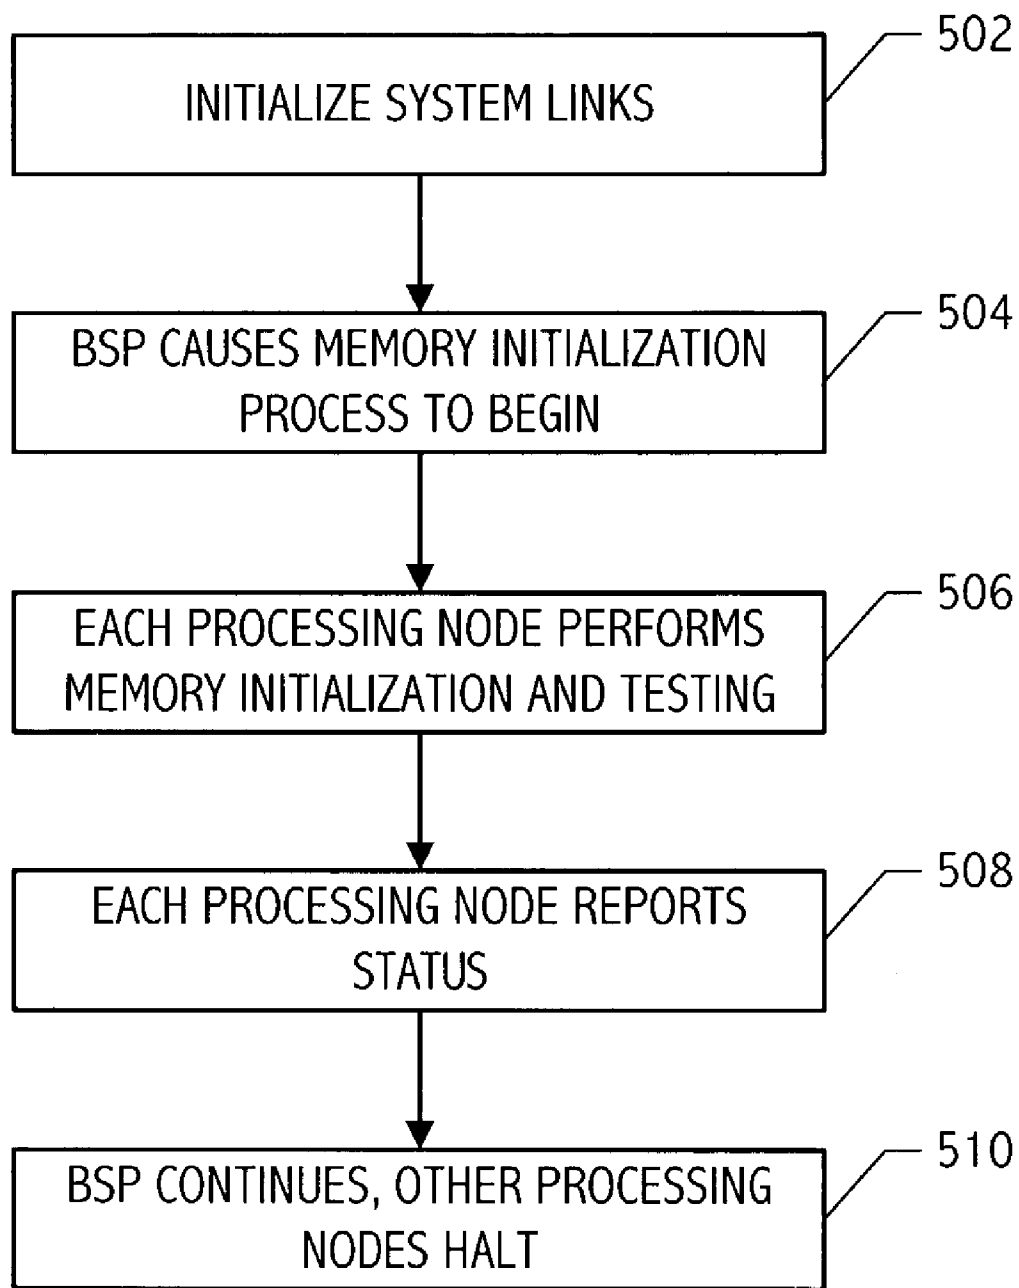 502
INITIALIZE SYSTEM LINKS
504
BSP CAUSES MEMORY INITIALIZATION
PROCESS TO BEGIN
506
EACH PROCESSING NODE PERFORMS
MEMORY INITIALIZATION AND TESTING
508
EACH PROCESSING NODE REPORTS
STATUS
510
BSP CONTINUES, OTHER PROCESSING
NODES HALT